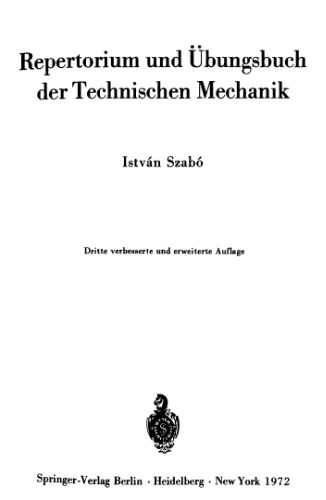 Repertorium und Übungsbuch
der Technischen Mechanik
István Szabó
Dritte verbesserte und erweiterte Auflage
Springer-Verlag Berlin · Heidelberg · New York 1972